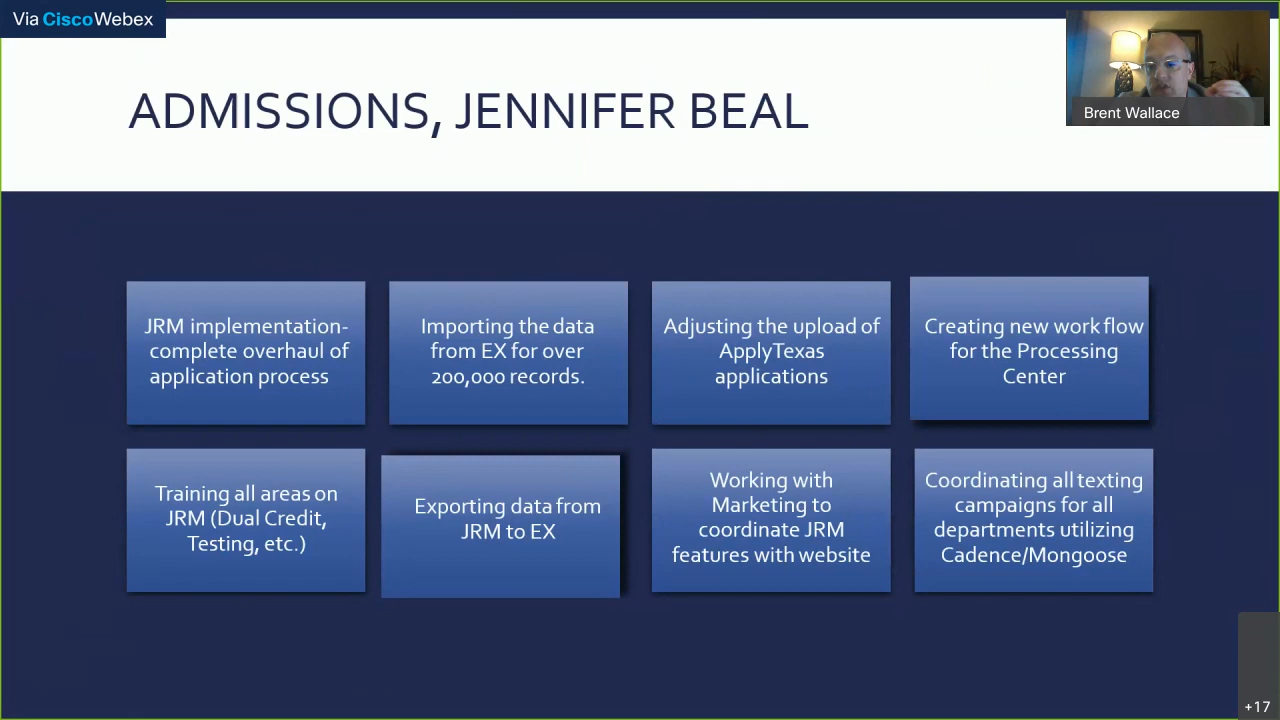 Via CiscoWebex
ADMISSIONS, JENNIFER BEAL
Brent Wallace
JRM implementation-
complete overhaul of
application process
Importing the data
from EX for over
200,000 records.
Adjusting the upload of
ApplyTexas
applications
Creating new work flow
for the Processing
Center
Training all areas on
JRM (Dual Credit,
Testing, etc.)
Exporting data from
JRM to EX
Working with
Marketing to
coordinate JRM
features with website
Coordinating all texting
campaigns for all
departments utilizing
Cadence/Mongoose
+17